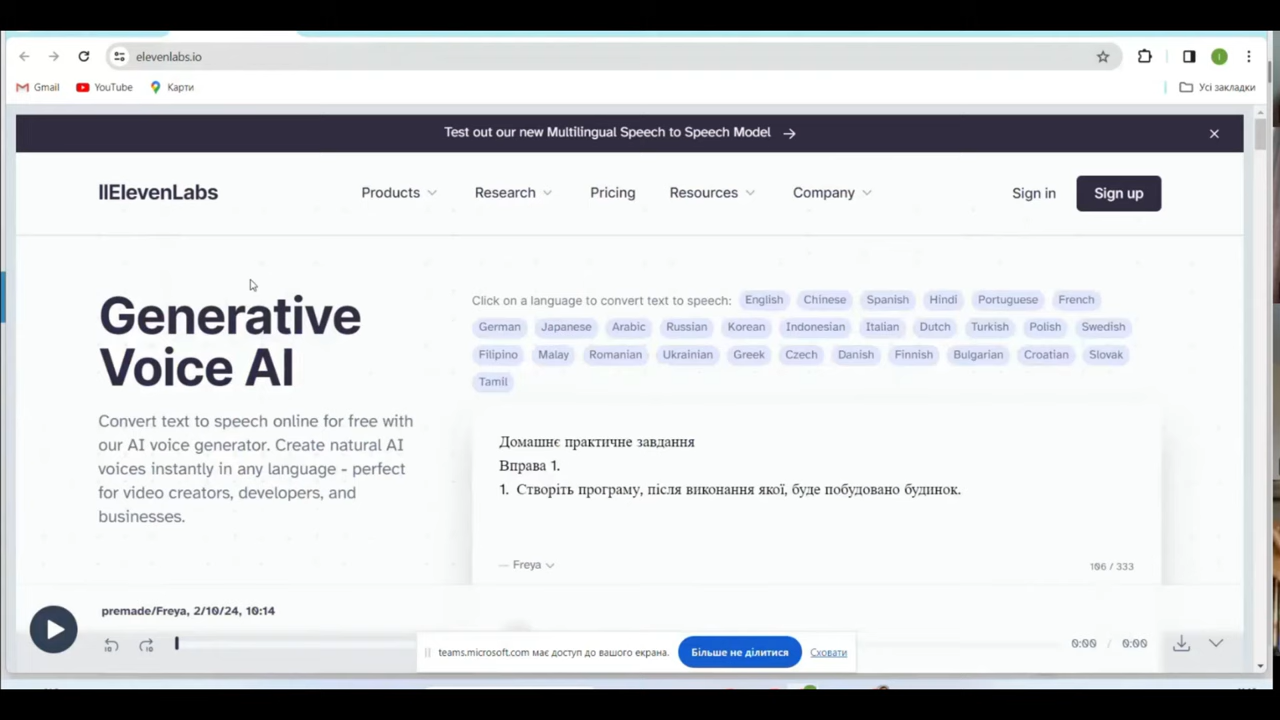 elevenlabs.io
Gmail YouTube Карти Усі закладки
Test out our new Multilingual Speech to Speech Model →
IIElevenLabs Products Research Pricing Resources Company Sign in Sign up
Generative
Voice AI
Convert text to speech online for free with
our AI voice generator. Create natural AI
voices instantly in any language - perfect
for video creators, developers, and
businesses.
Click on a language to convert text to speech: English Chinese Spanish Hindi Portuguese French
German Japanese Arabic Russian Korean Indonesian Italian Dutch Turkish Polish Swedish
Filipino Malay Romanian Ukrainian Greek Czech Danish Finnish Bulgarian Croatian Slovak
Tamil
Домашнє практичне завдання
Вправа 1.
1. Створіть програму, після виконання якої, буде побудовано будинок.
— Freya 106 / 333
premade/Freya, 2/10/24, 10:14
10 10 0:00 / 0:00
teams.microsoft.com має доступ до вашого екрана. Більше не ділитися Сховати